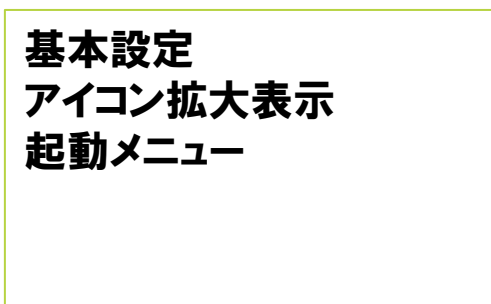 基本設定
アイコン拡大表示
起動メニュー